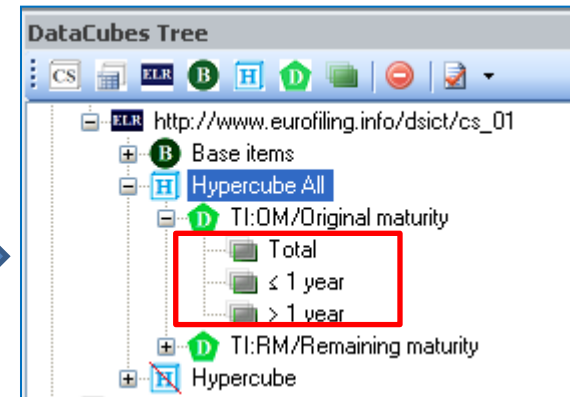 DataCubes Tree
CS ELR B H D
ELR http://www.eurofiling.info/dsict/cs_01
B Base items
H Hypercube All
D TI:OM/Original maturity
Total
≤ 1 year
> 1 year
D TI:RM/Remaining maturity
H Hypercube